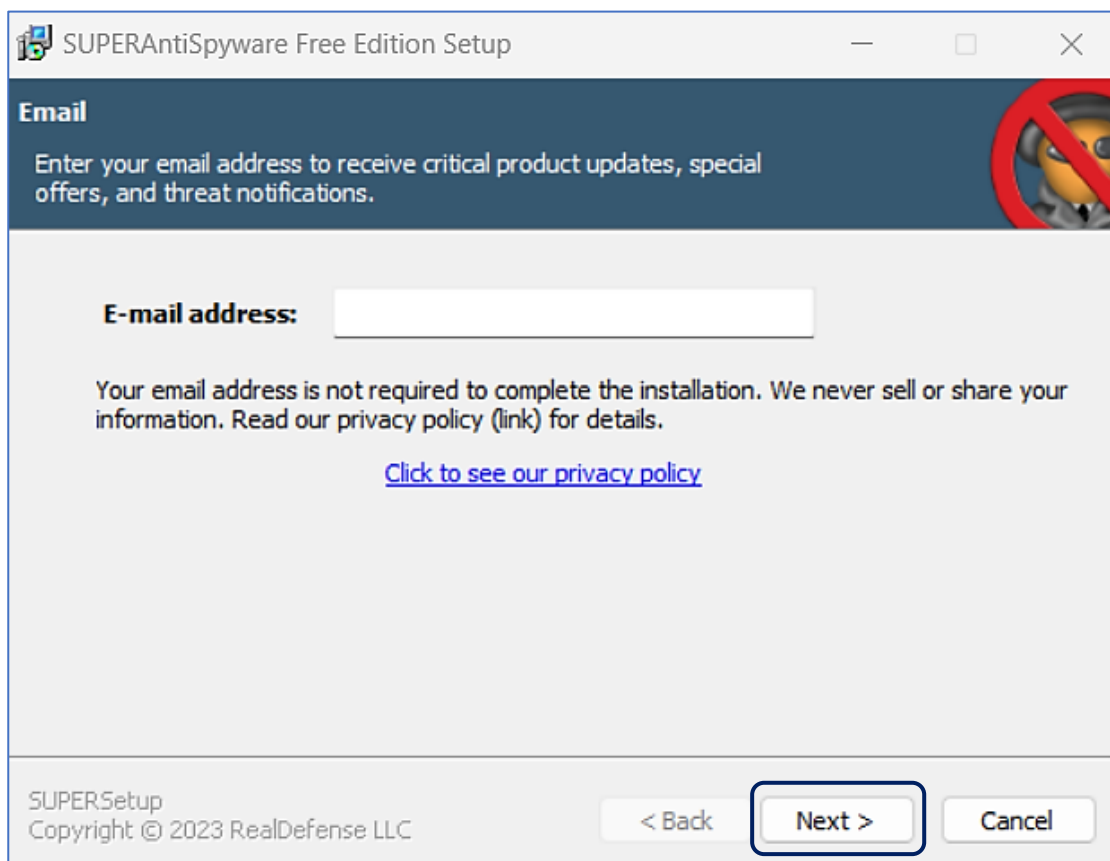 SUPERAntiSpyware Free Edition Setup
Email
Enter your email address to receive critical product updates, special
offers, and threat notifications.
E-mail address:
Your email address is not required to complete the installation. We never sell or share your
information. Read our privacy policy (link) for details.
Click to see our privacy policy
SUPERSetup
Copyright © 2023 RealDefense LLC
< Back
Next >
Cancel